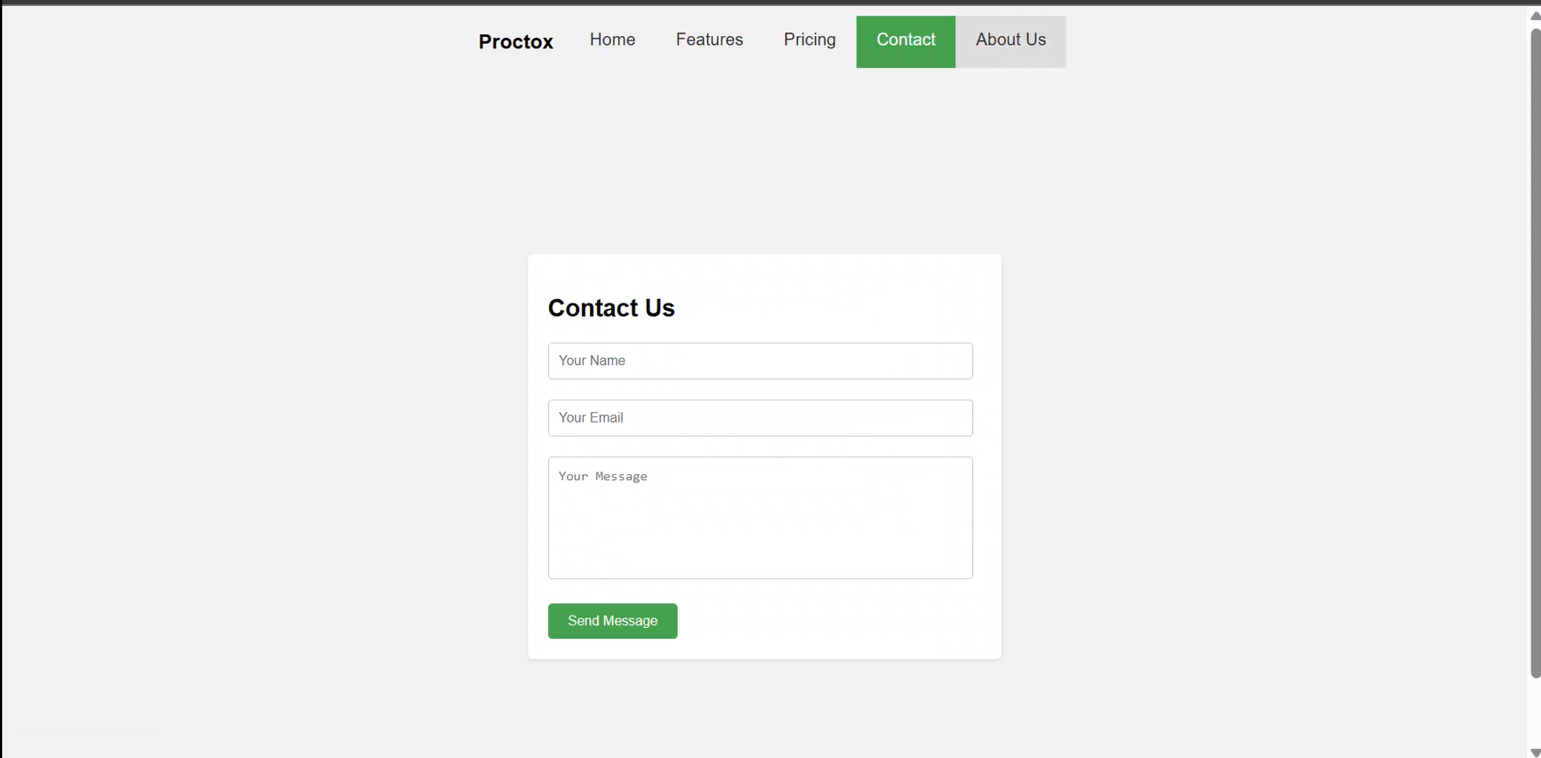 Proctox Home Features Pricing Contact About Us
Contact Us
Your Name
Your Email
Your Message
Send Message